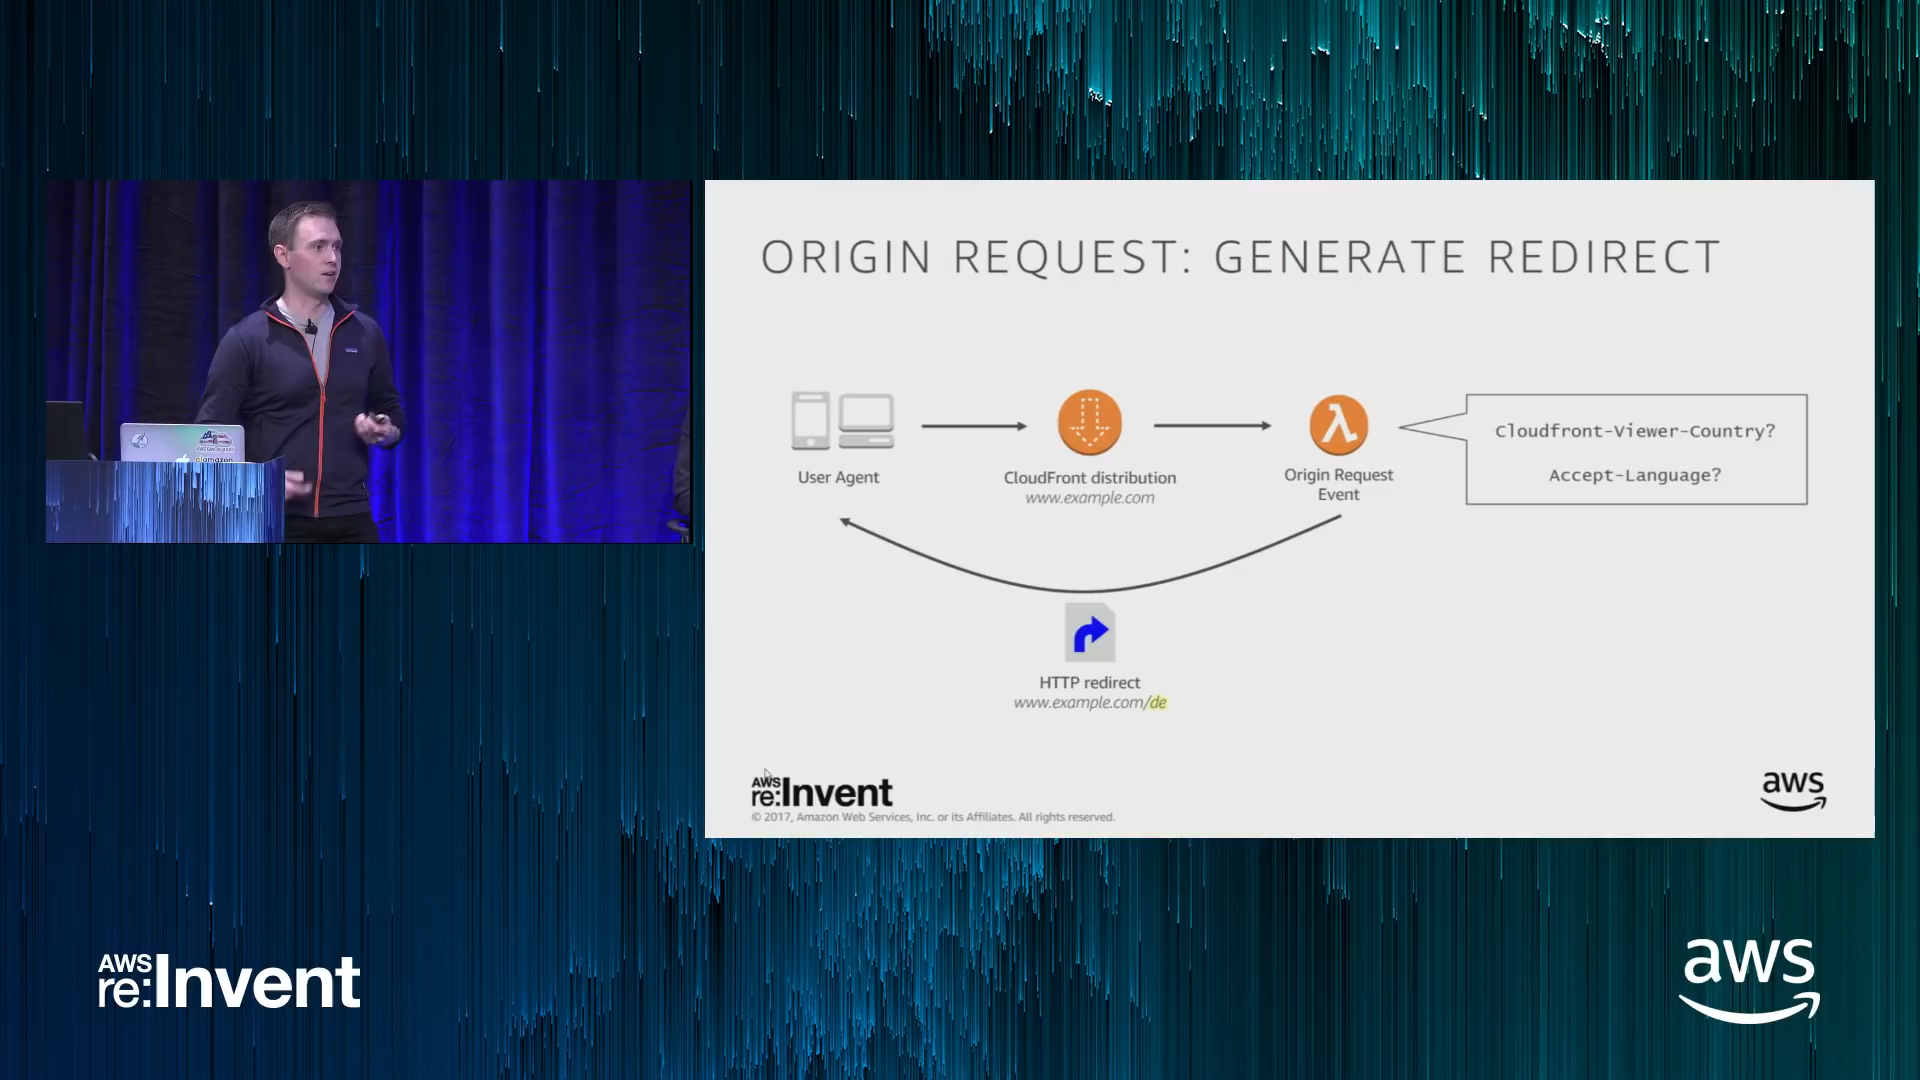 ORIGIN REQUEST: GENERATE REDIRECT
Cloudfront-Viewer-Country?
Accept-Language?
User Agent
CloudFront distribution
www.example.com
Origin Request
Event
HTTP redirect
www.example.com/de
AWS
re:Invent
© 2017, Amazon Web Services, Inc. or its Affiliates. All rights reserved.
aws
AWS
re:Invent
aws